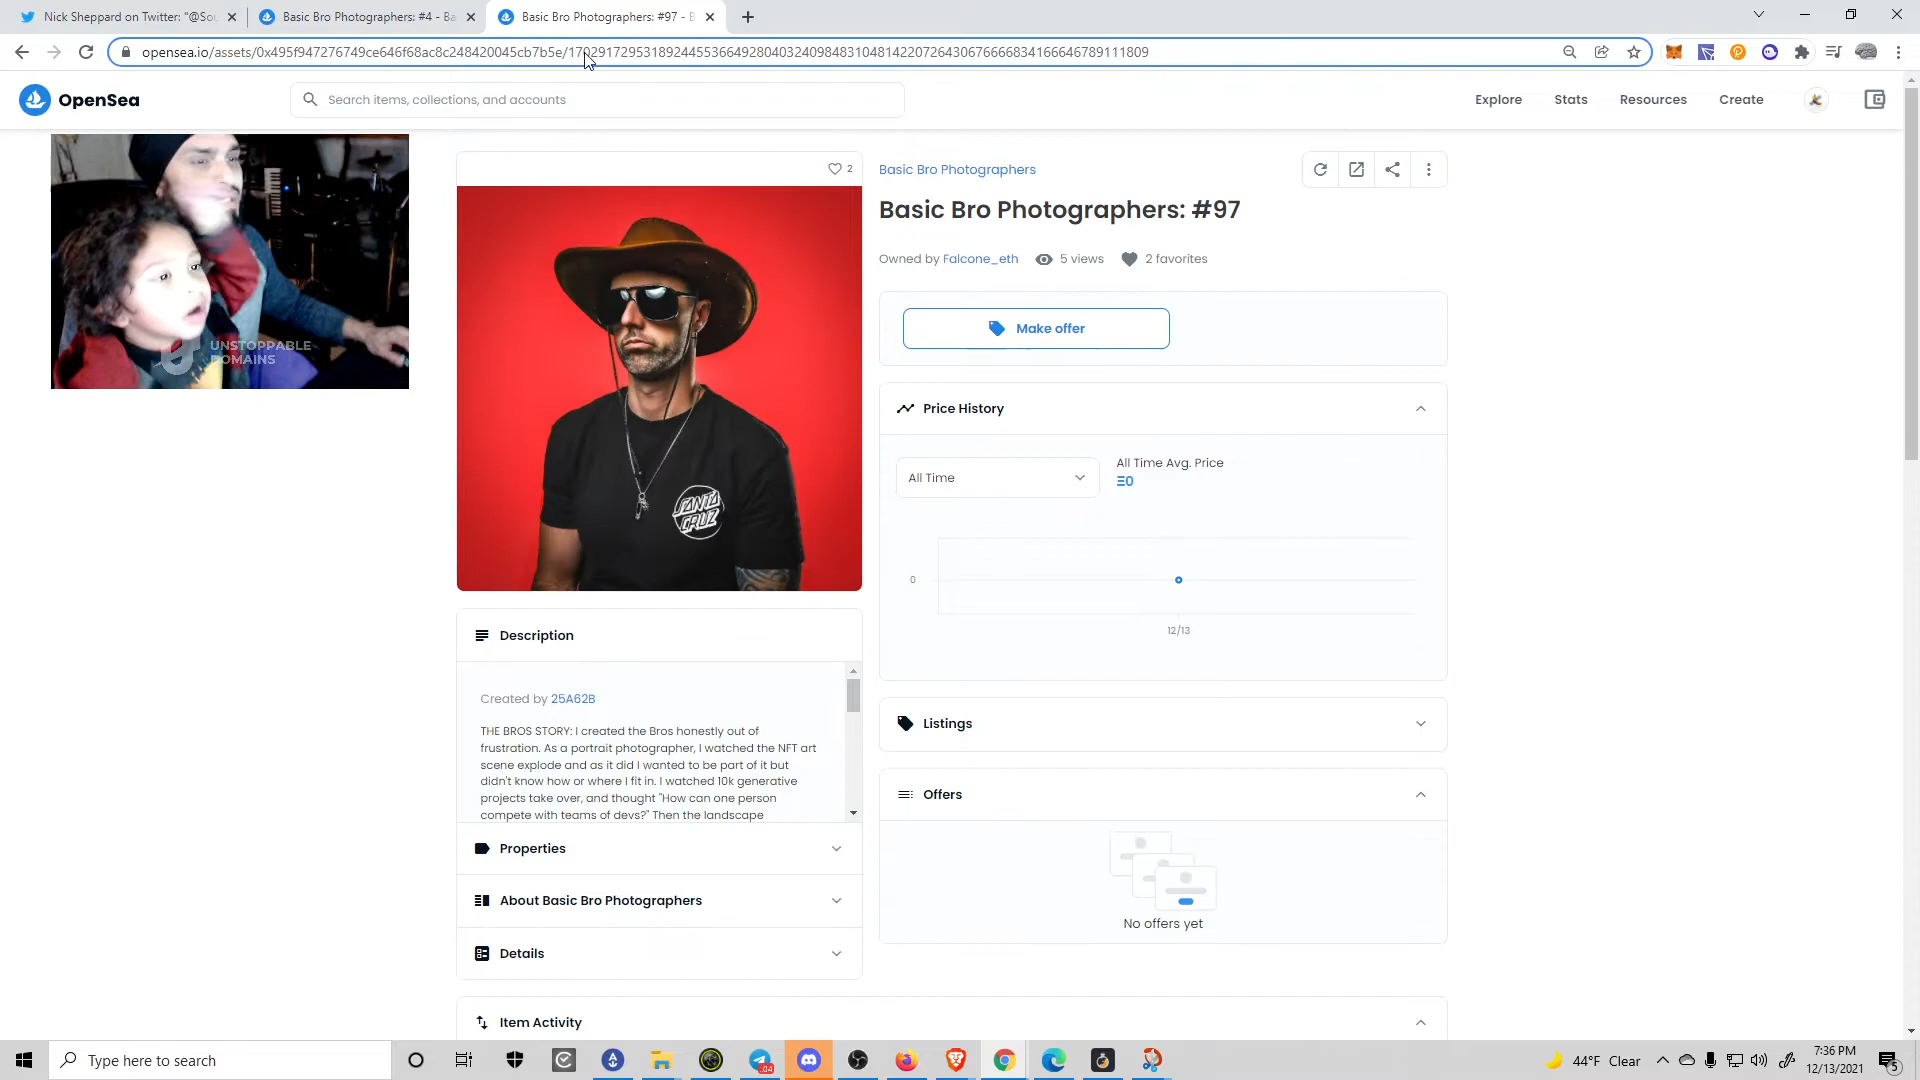 Nick Sheppard on Twitter: "@Sou
Basic Bro Photographers: #4 - Ba
Basic Bro Photographers: #97 - B
opensea.io/assets/0x495f947276749ce646f68ac8c248420045cb7b5e/
OpenSea
Search items, collections, and accounts
Explore
Stats
Resources
Create
UNSTOPPABLE
DOMAINS
2
SANTA
CRUZ
Basic Bro Photographers
Basic Bro Photographers: #97
Owned by Falcone_eth
5 views
2 favorites
Make offer
Price History
All Time
All Time Avg. Price
Ξ0
0
12/13
Description
Created by 25A62B
THE BROS STORY: I created the Bros honestly out of
frustration. As a portrait photographer, I watched the NFT art
scene explode and as it did I wanted to be part of it but
didn't know how or where I fit in. I watched 10k generative
projects take over, and thought "How can one person
compete with teams of devs?" Then the landscape
Listings
Offers
No offers yet
Properties
About Basic Bro Photographers
Details
Item Activity
Type here to search
44°F Clear
7:36 PM
12/13/2021
5